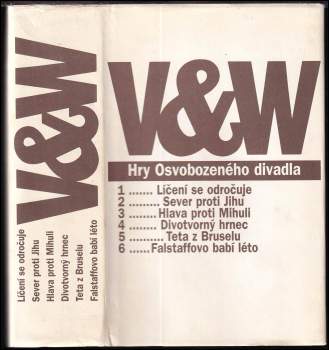 V&W
Líčení se odročuje
Sever proti Jihu
Hlava proti Mihuli
Divotvorný hrnec
Teta z Bruselu
Falstaffovo babí léto
V&W
Hry Osvobozeného divadla
1 ....... Líčení se odročuje
2 .......... Sever proti Jihu
3 ........ Hlava proti Mihuli
4 ......... Divotvorný hrnec
5 ........... Teta z Bruselu
6 ...... Falstaffovo babí léto